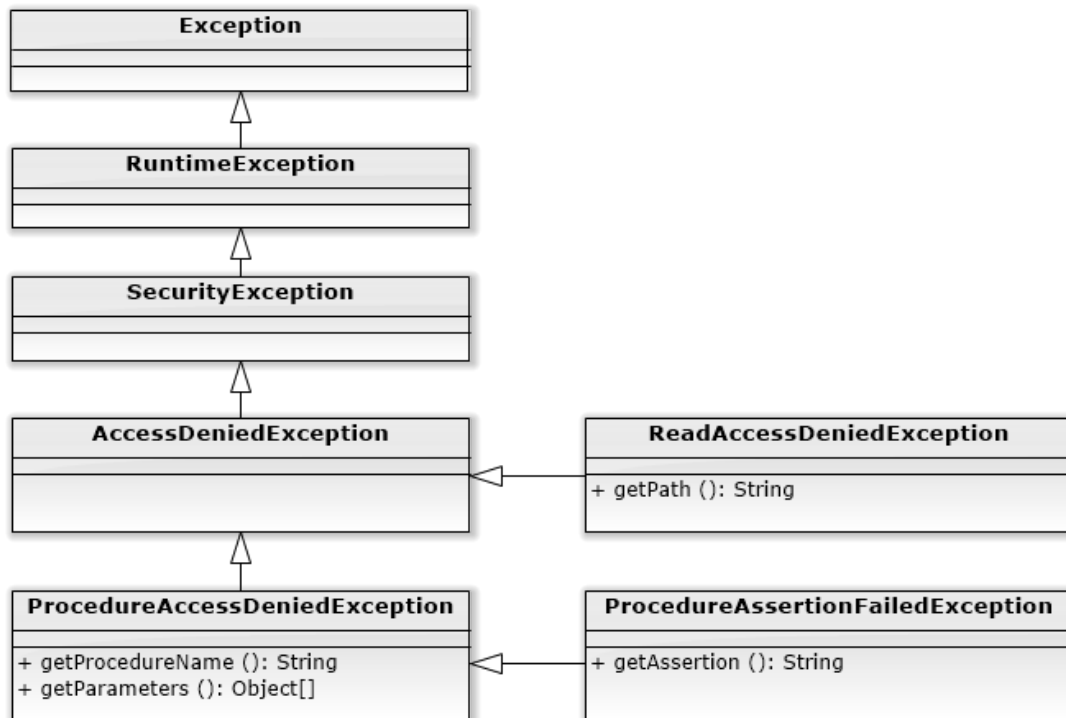 Exception
RuntimeException
SecurityException
AccessDeniedException
ReadAccessDeniedException
+ getPath (): String
ProcedureAccessDeniedException
+ getProcedureName (): String
+ getParameters (): Object[]
ProcedureAssertionFailedException
+ getAssertion (): String